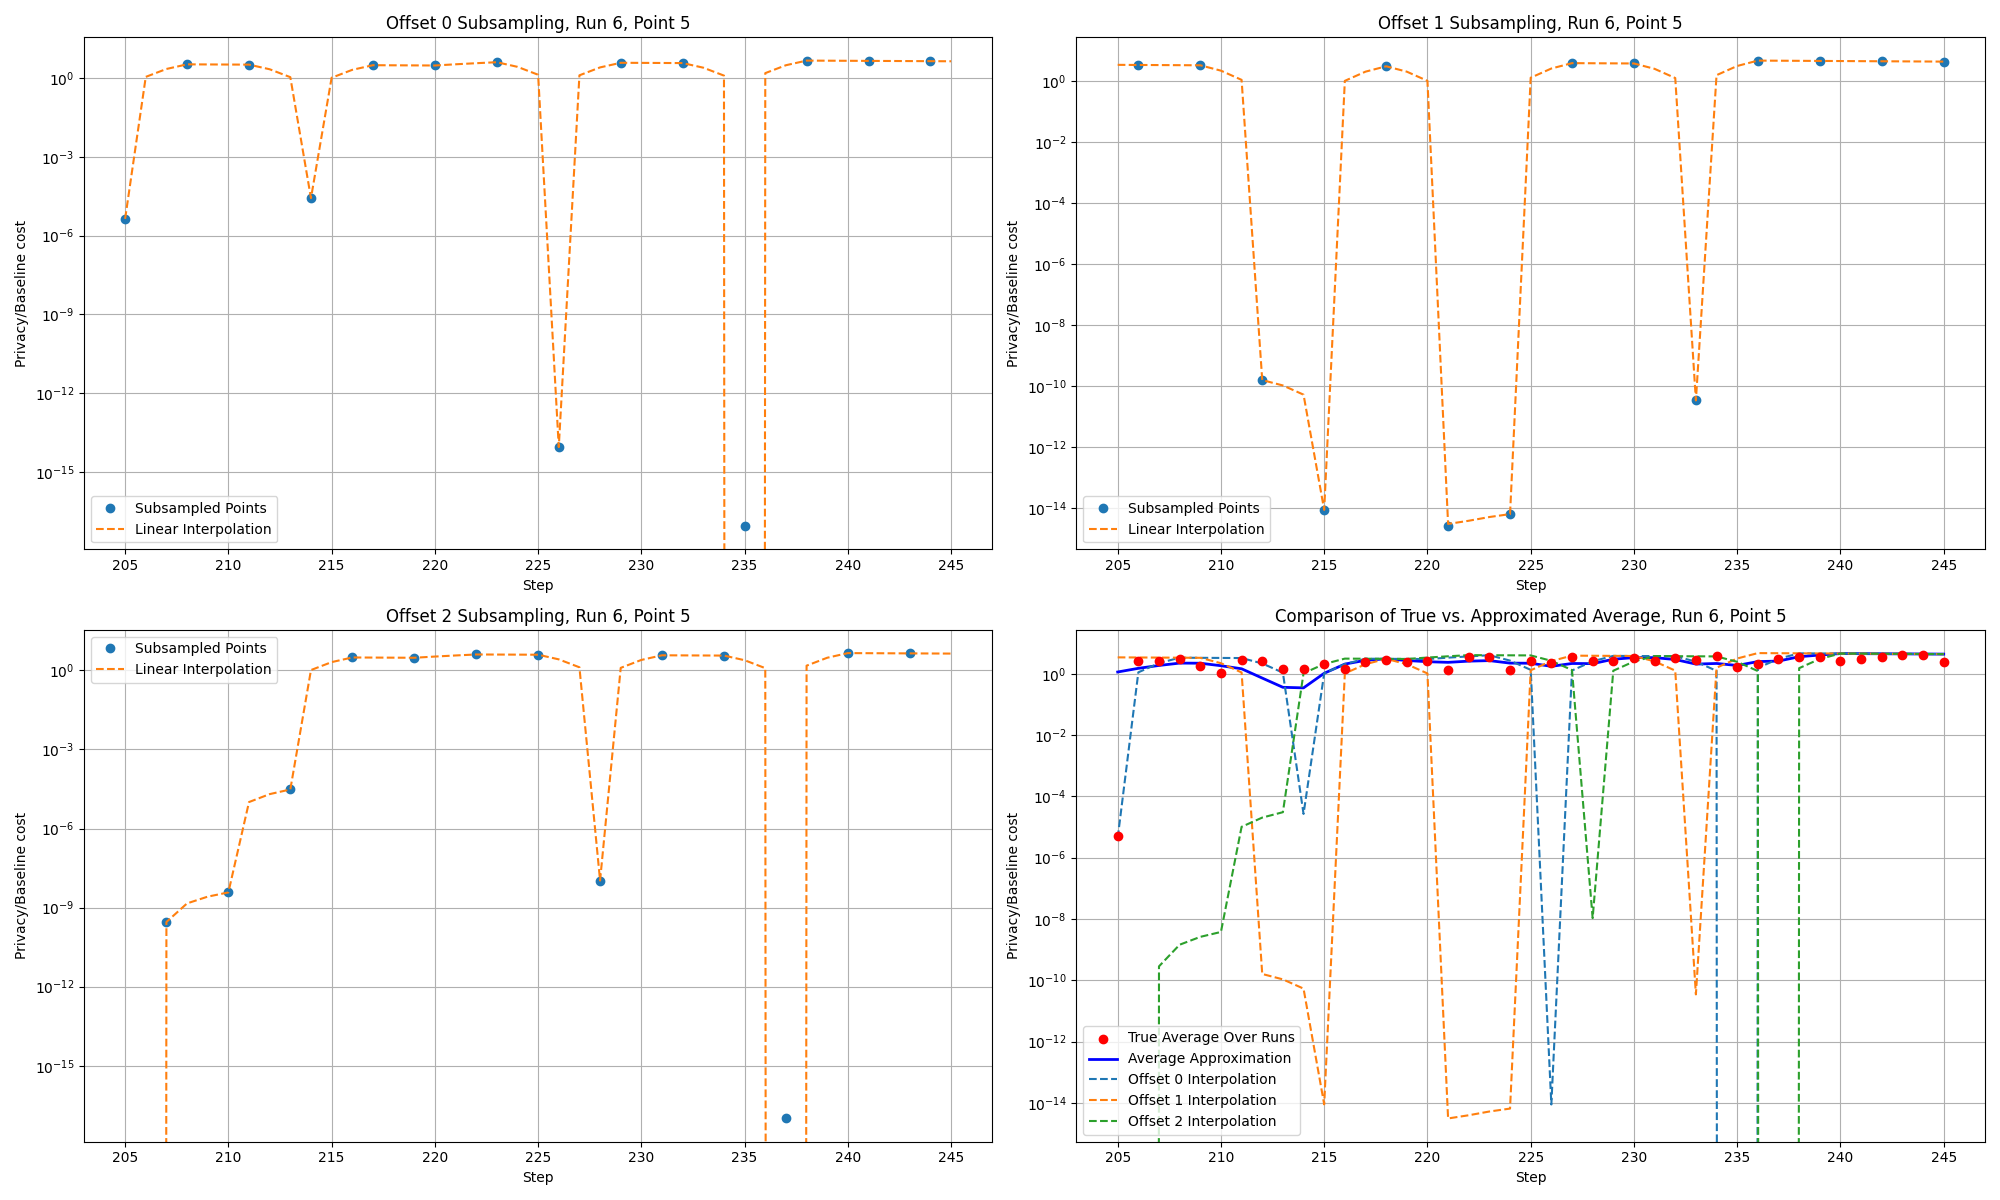 Offset 0 Subsampling, Run 6, Point 5
Privacy/Baseline cost
10^0
10^-3
10^-6
10^-9
10^-12
10^-15
Subsampled Points
Linear Interpolation
205 210 215 220 225 230 235 240 245
Step
Offset 1 Subsampling, Run 6, Point 5
Privacy/Baseline cost
10^0
10^-2
10^-4
10^-6
10^-8
10^-10
10^-12
10^-14
Subsampled Points
Linear Interpolation
205 210 215 220 225 230 235 240 245
Step
Offset 2 Subsampling, Run 6, Point 5
Subsampled Points
Linear Interpolation
Privacy/Baseline cost
10^0
10^-3
10^-6
10^-9
10^-12
10^-15
205 210 215 220 225 230 235 240 245
Step
Comparison of True vs. Approximated Average, Run 6, Point 5
Privacy/Baseline cost
10^0
10^-2
10^-4
10^-6
10^-8
10^-10
10^-12
10^-14
True Average Over Runs
Average Approximation
Offset 0 Interpolation
Offset 1 Interpolation
Offset 2 Interpolation
205 210 215 220 225 230 235 240 245
Step